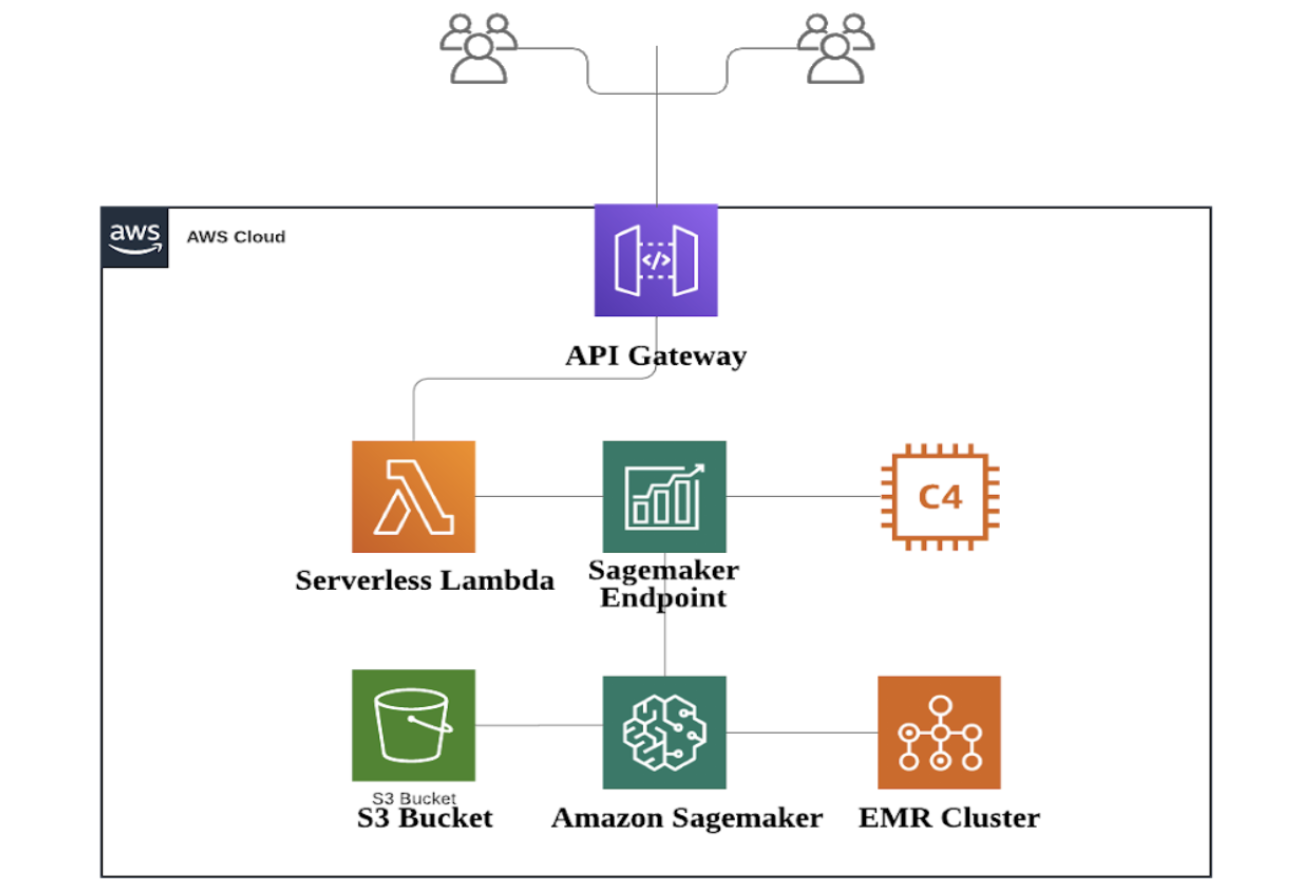 aws
AWS Cloud
</>
API Gateway
C4
Serverless Lambda
Sagemaker
Endpoint
S3 Bucket
S3 Bucket
Amazon Sagemaker
EMR Cluster